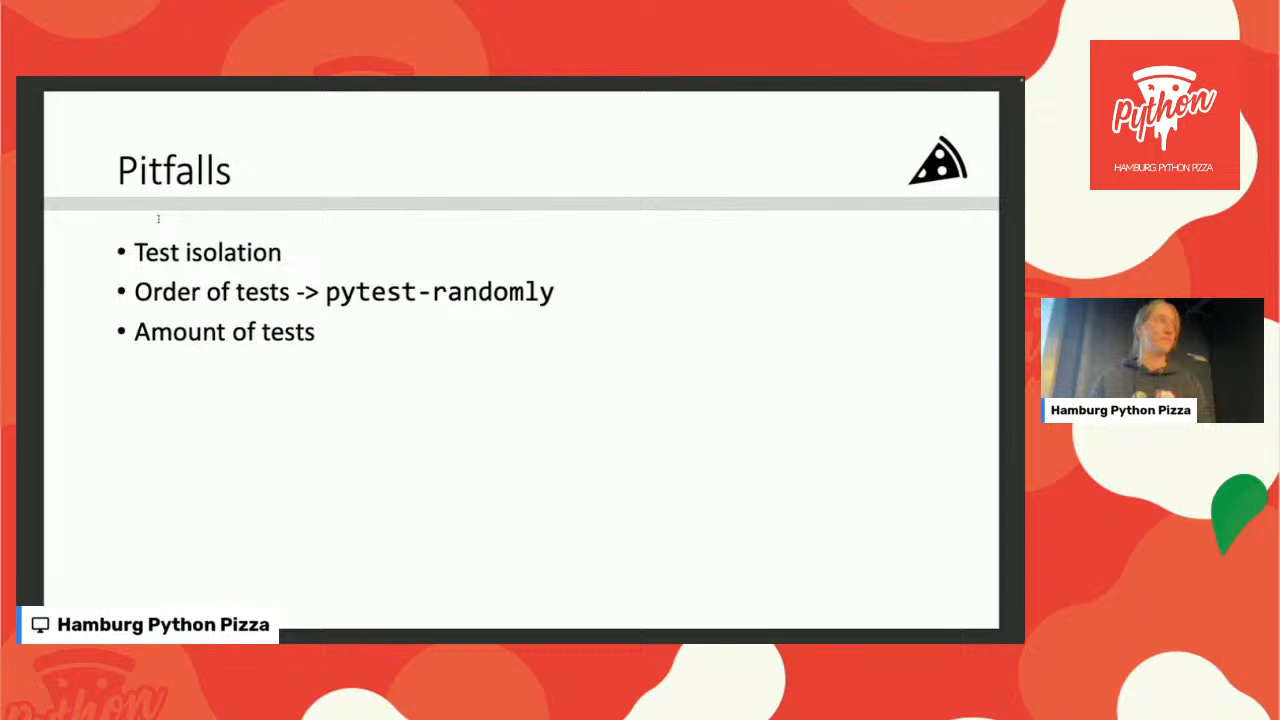 Pitfalls
• Test isolation
• Order of tests -> pytest-randomly
• Amount of tests
Hamburg Python Pizza
Python
HAMBURG PYTHON PIZZA
Hamburg Python Pizza
Python